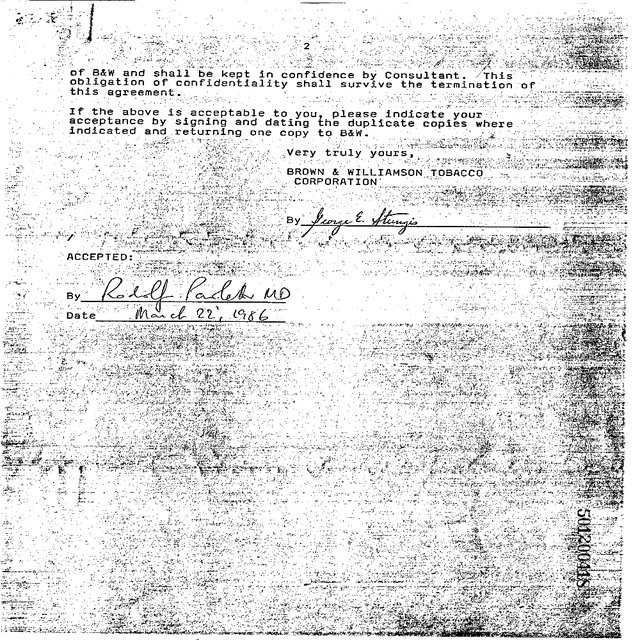 2
of B&W and shall be kept in confidence by Consultant. This
obligation of confidentiality shall survive the termination of
this agreement.
If the above is acceptable to you, please indicate your
acceptance by signing and dating the duplicate copies where
indicated and returning one copy to B&W.
Very truly yours,
BROWN & WILLIAMSON TOBACCO
CORPORATION
By George E. Sturgis
ACCEPTED:
By Rodolf MD
Date March 22, 1986